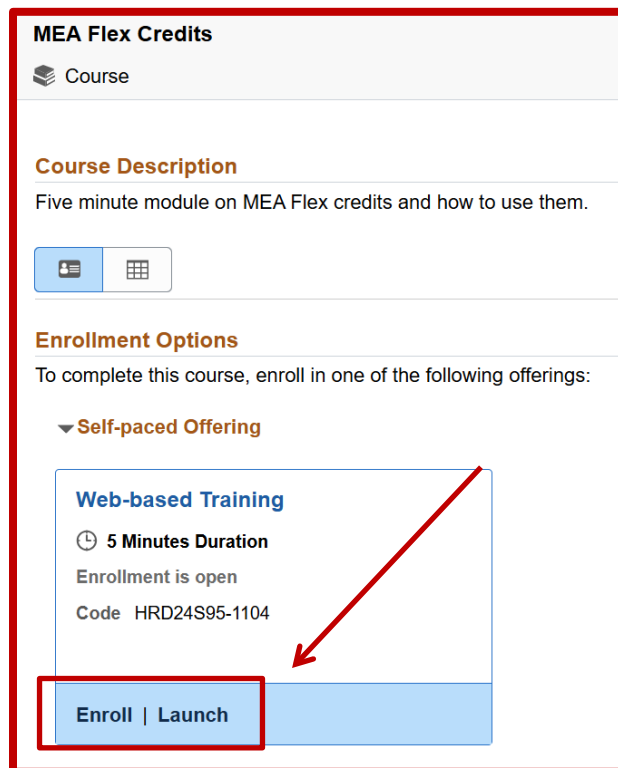 MEA Flex Credits
Course
Course Description
Five minute module on MEA Flex credits and how to use them.
Enrollment Options
To complete this course, enroll in one of the following offerings:
Self-paced Offering
Web-based Training
5 Minutes Duration
Enrollment is open
Code HRD24S95-1104
Enroll | Launch